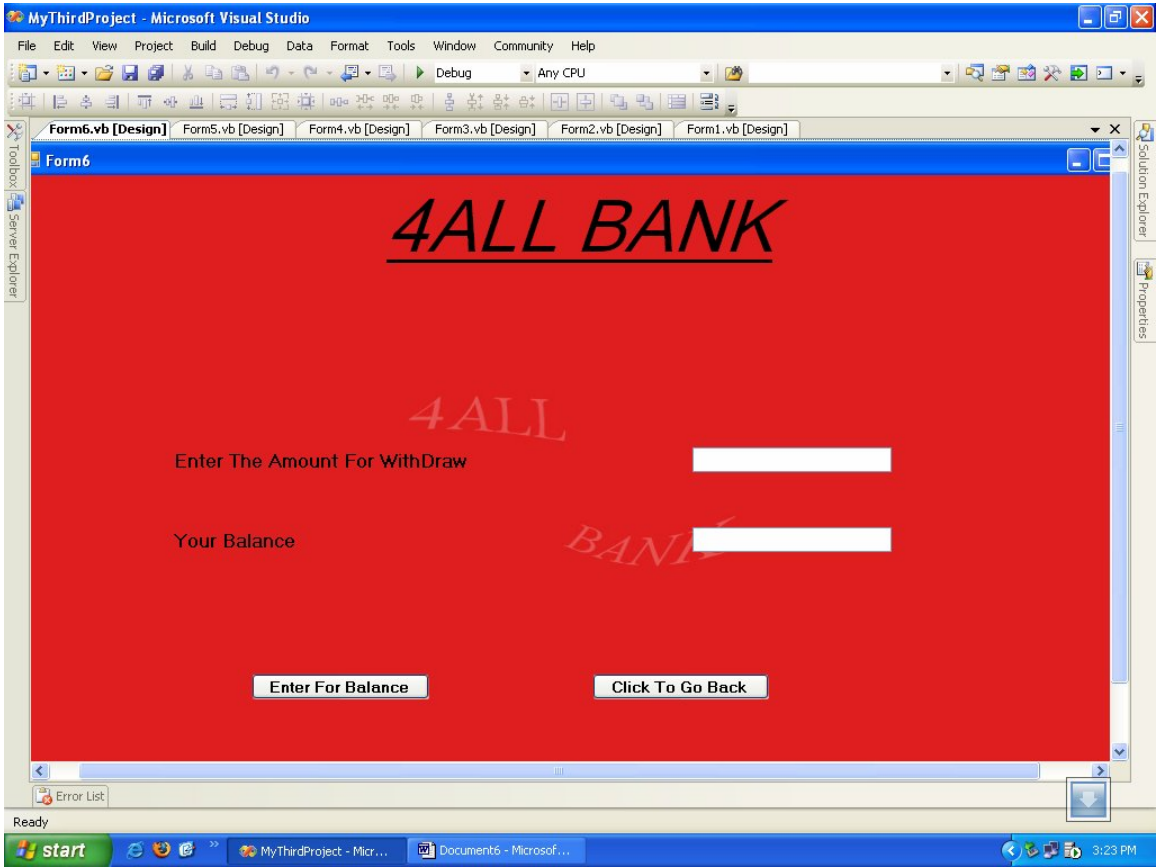 MyThirdProject - Microsoft Visual Studio
File Edit View Project Build Debug Data Format Tools Window Community Help
Debug Any CPU
Form6.vb [Design] Form5.vb [Design] Form4.vb [Design] Form3.vb [Design] Form2.vb [Design] Form1.vb [Design]
Toolbox
Server Explorer
Solution Explorer
Properties
Form6
4ALL BANK
4ALL
Enter The Amount For WithDraw
Your Balance
BANK
Enter For Balance Click To Go Back
Error List
Ready
start MyThirdProject - Micr... Document6 - Microsof... 3:23 PM